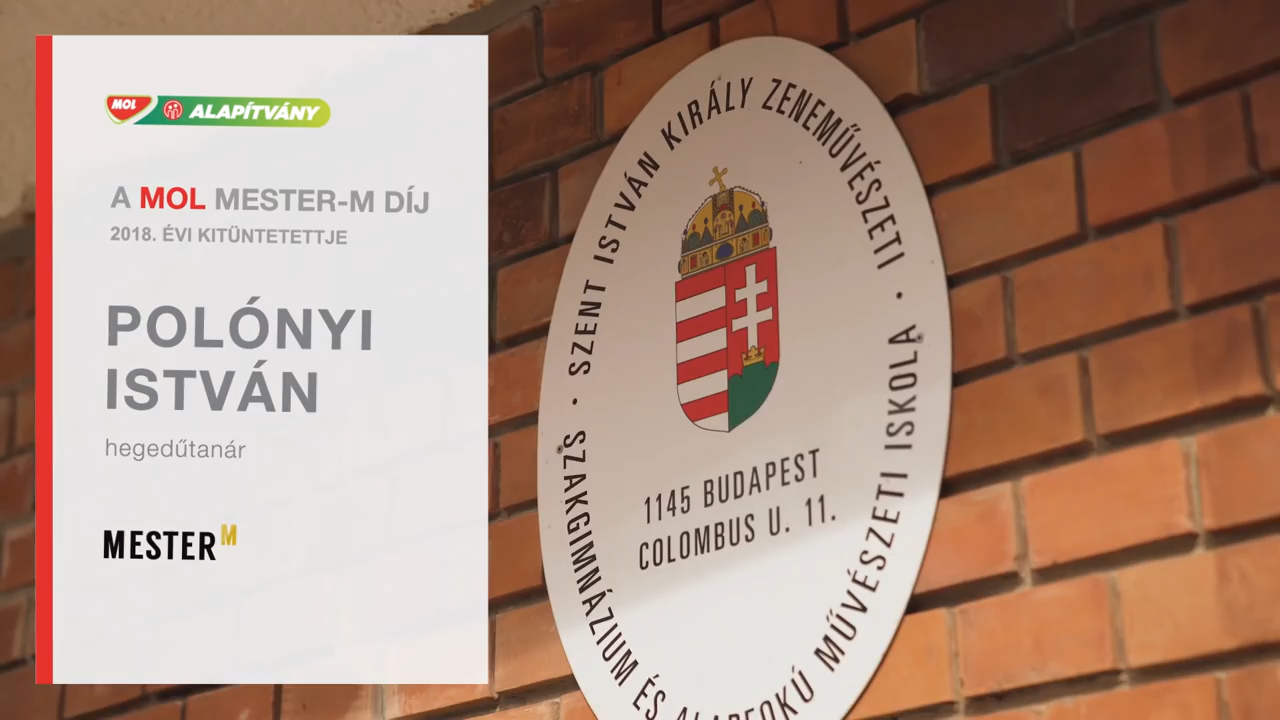 MOL ALAPÍTVÁNY
A MOL MESTER-M DÍJ
2018. ÉVI KITÜNTETETTJE
POLÓNYI
ISTVÁN
hegedűtanár
MESTER M
• SZENT ISTVÁN KIRÁLY ZENEMŰVÉSZETI •
SZAKGIMNÁZIUM ÉS ALAPFOKÚ MŰVÉSZETI ISKOLA
1145 BUDAPEST
COLOMBUS U. 11.